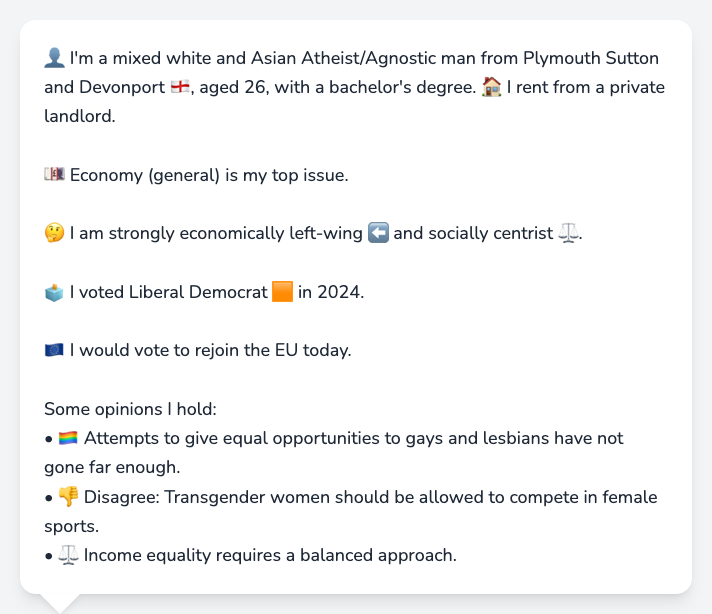 👤 I'm a mixed white and Asian Atheist/Agnostic man from Plymouth Sutton
and Devonport 🏴󠁧󠁢󠁥󠁮󠁧󠁿, aged 26, with a bachelor's degree. 🏠 I rent from a private
landlord.
💷 Economy (general) is my top issue.
🤔 I am strongly economically left-wing ⬅️ and socially centrist ⚖️.
🗳️ I voted Liberal Democrat 🟧 in 2024.
🇪🇺 I would vote to rejoin the EU today.
Some opinions I hold:
• 🏳️‍🌈 Attempts to give equal opportunities to gays and lesbians have not
gone far enough.
• 👎 Disagree: Transgender women should be allowed to compete in female
sports.
• ⚖️ Income equality requires a balanced approach.